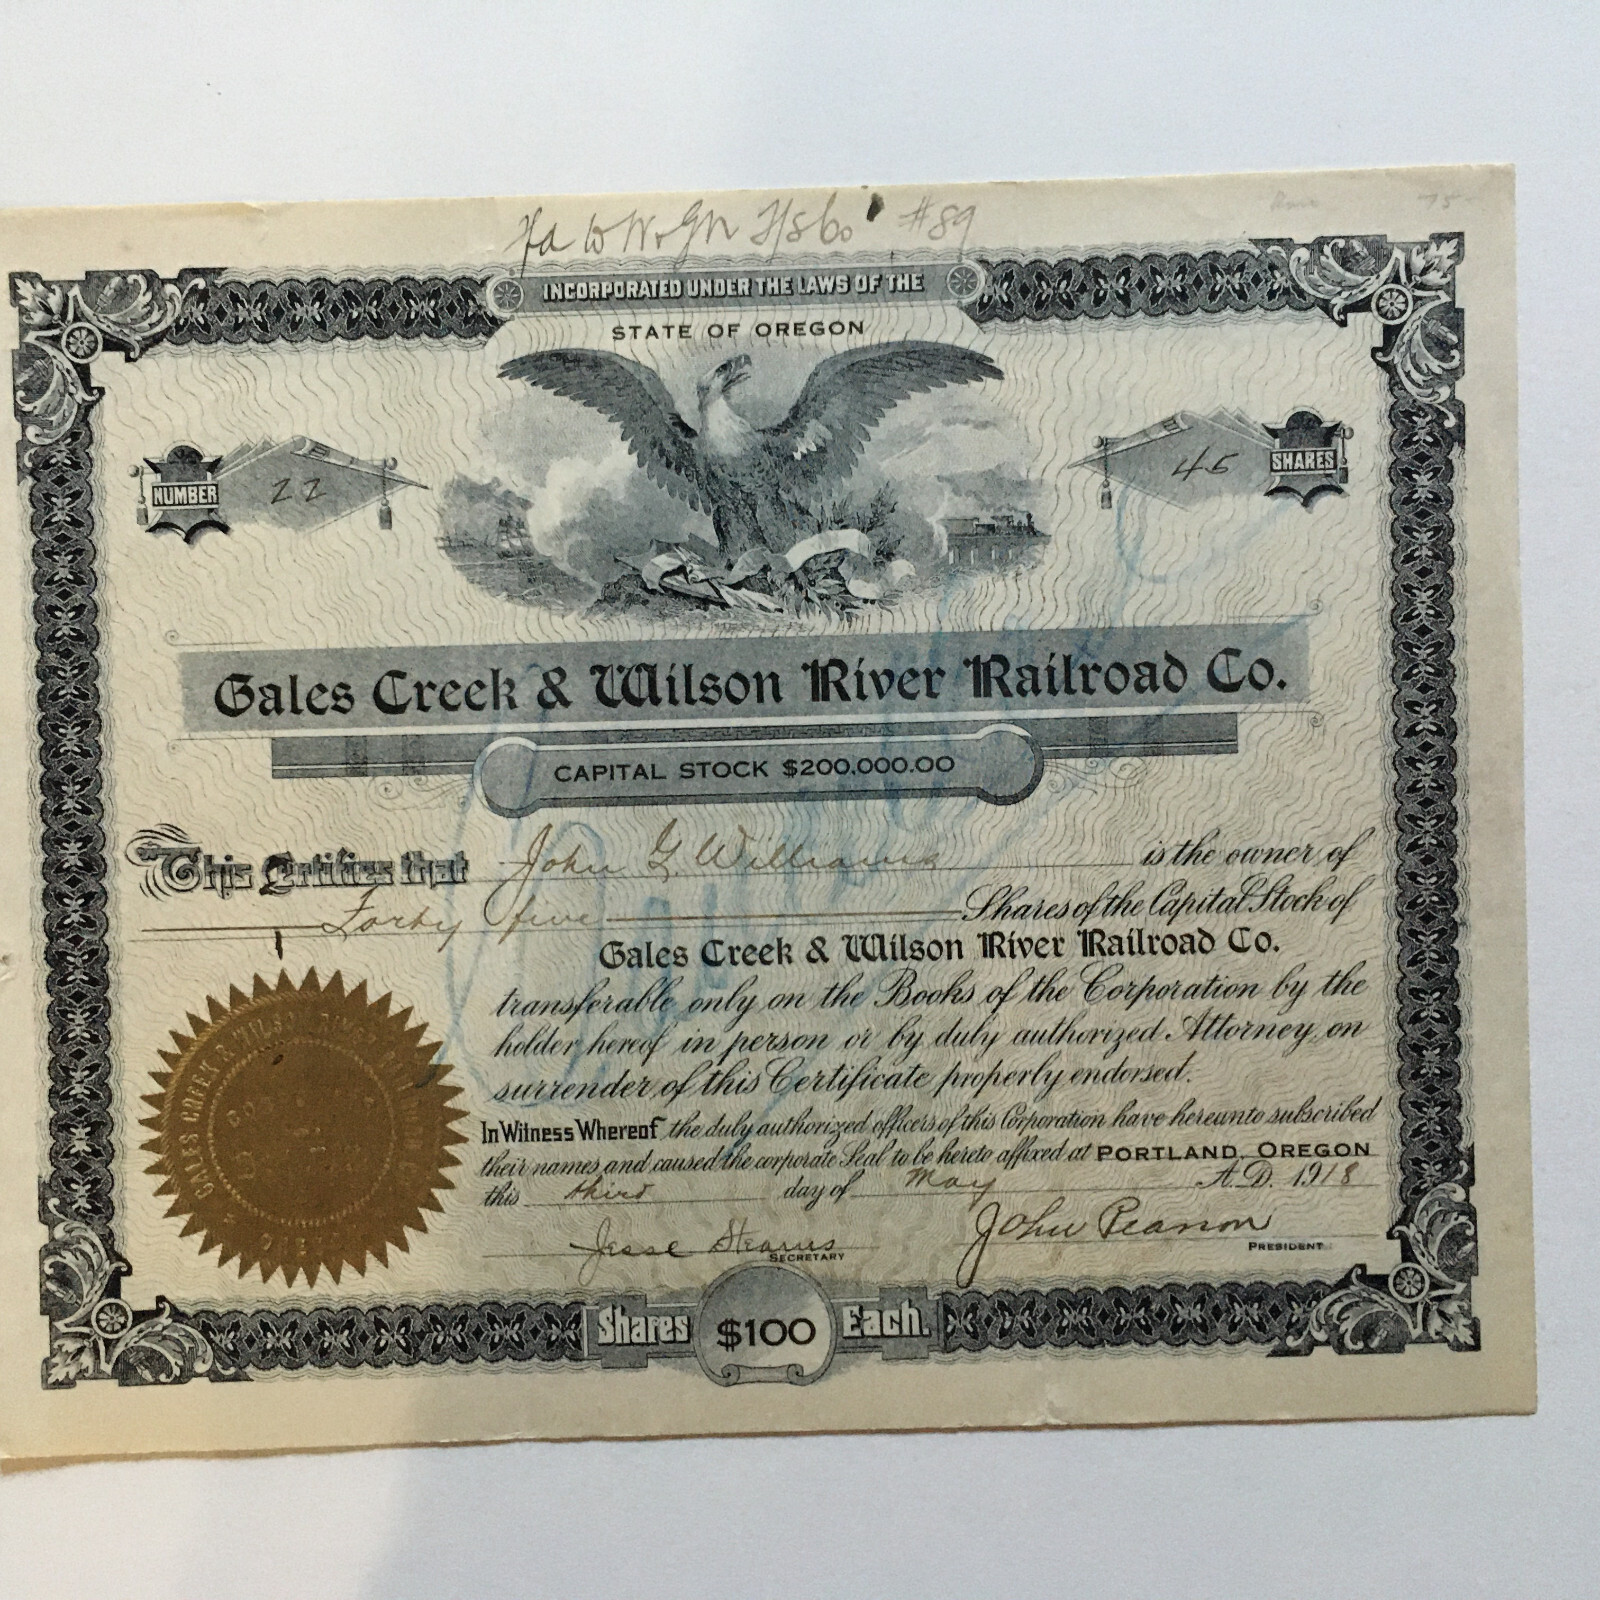 #89
75
INCORPORATED UNDER THE LAWS OF THE
STATE OF OREGON
NUMBER 22
45 SHARES
Gales Creek & Wilson River Railroad Co.
CAPITAL STOCK $200,000.00
This Certifies that John G. Williams is the owner of
Forty five Shares of the Capital Stock of
Gales Creek & Wilson River Railroad Co.
transferable only on the Books of the Corporation by the
holder hereof in person or by duly authorized Attorney on
surrender of this Certificate properly endorsed.
In Witness Whereof the duly authorized officers of this Corporation have hereunto subscribed
their names and caused the corporate Seal to be hereto affixed at PORTLAND, OREGON
this third day of May A.D. 1918
Jesse Stearns John Pearson
SECRETARY PRESIDENT
GALES CREEK & WILSON RIVER
Shares $100 Each.